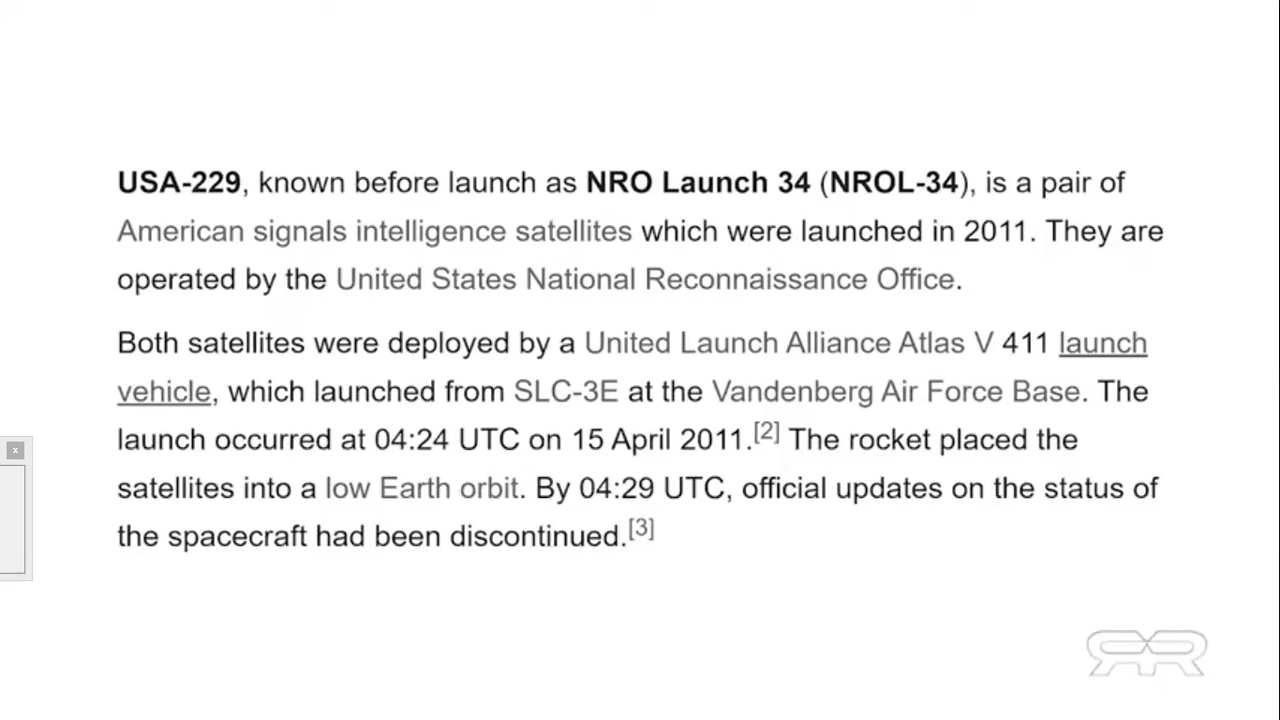 USA-229, known before launch as NRO Launch 34 (NROL-34), is a pair of
American signals intelligence satellites which were launched in 2011. They are
operated by the United States National Reconnaissance Office.
Both satellites were deployed by a United Launch Alliance Atlas V 411 launch
vehicle, which launched from SLC-3E at the Vandenberg Air Force Base. The
launch occurred at 04:24 UTC on 15 April 2011.[2] The rocket placed the
satellites into a low Earth orbit. By 04:29 UTC, official updates on the status of
the spacecraft had been discontinued.[3]
x
RR